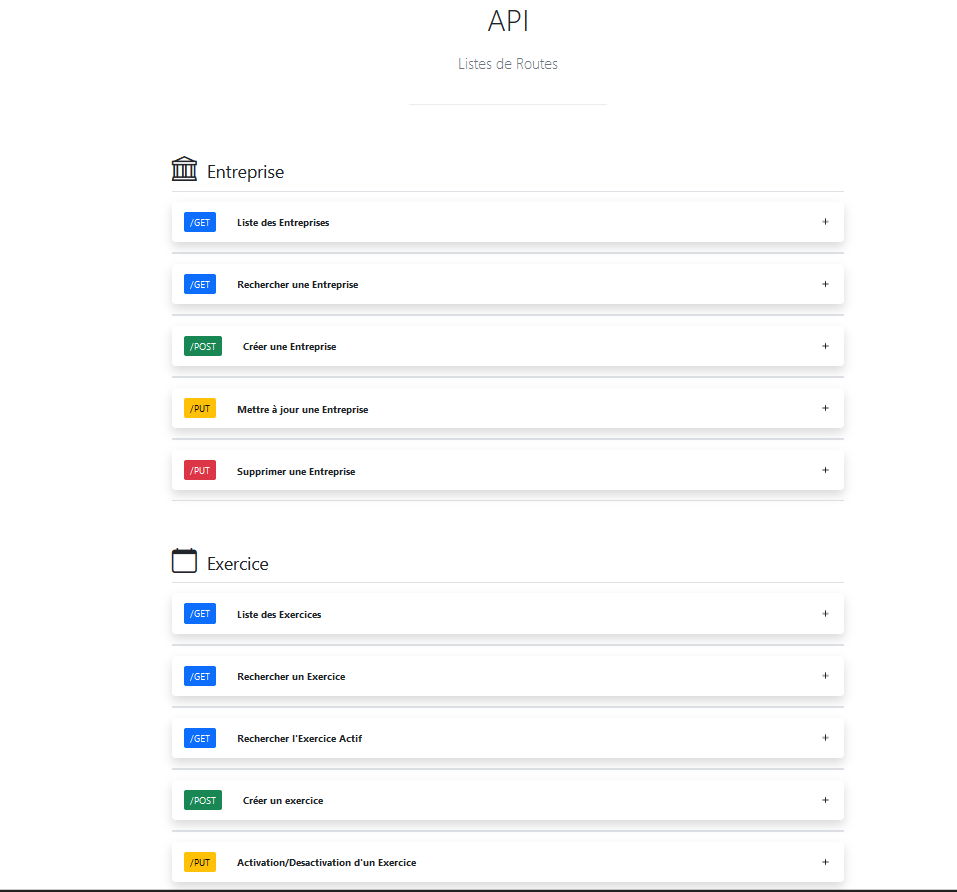 API
Listes de Routes
Entreprise
/GET Liste des Entreprises +
/GET Rechercher une Entreprise +
/POST Créer une Entreprise +
/PUT Mettre à jour une Entreprise +
/PUT Supprimer une Entreprise +
Exercice
/GET Liste des Exercices +
/GET Rechercher un Exercice +
/GET Rechercher l'Exercice Actif +
/POST Créer un exercice +
/PUT Activation/Desactivation d'un Exercice +